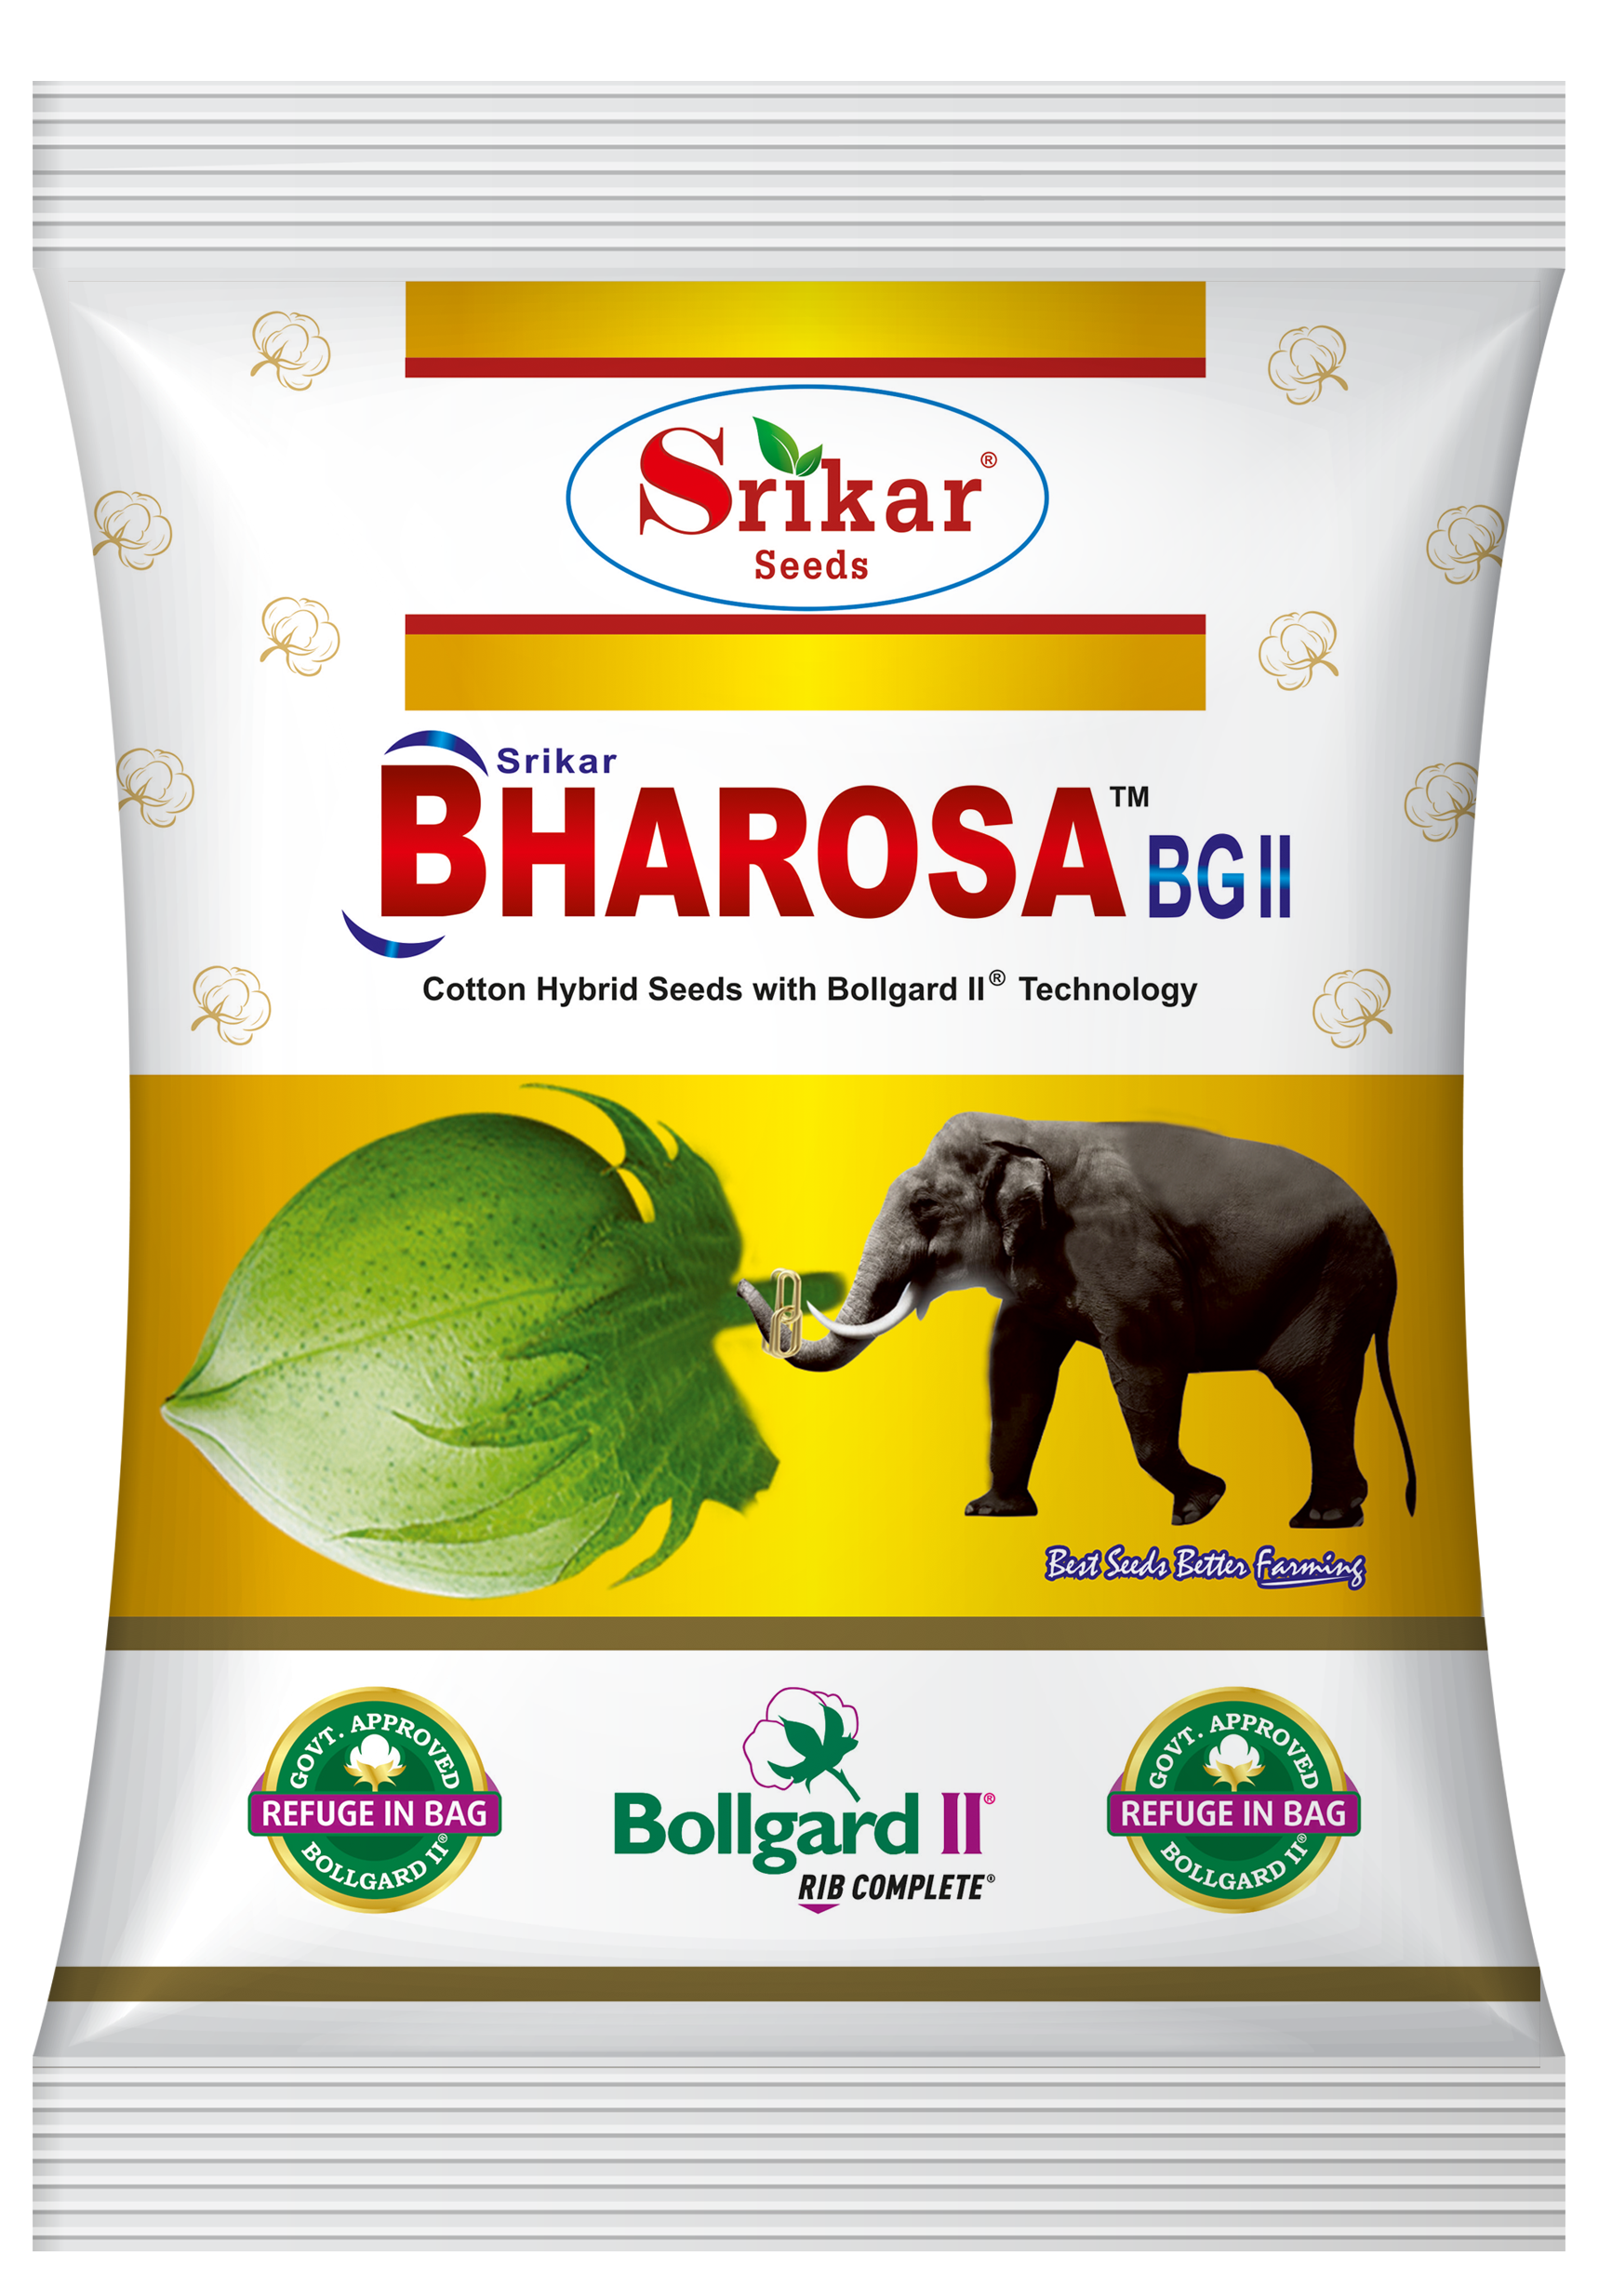 Srikar®
Seeds
Srikar
BHAROSA™ BG II
Cotton Hybrid Seeds with Bollgard II® Technology
Best Seeds Better Farming
GOVT. APPROVED
REFUGE IN BAG
BOLLGARD II®
Bollgard II®
RIB COMPLETE®
GOVT. APPROVED
REFUGE IN BAG
BOLLGARD II®